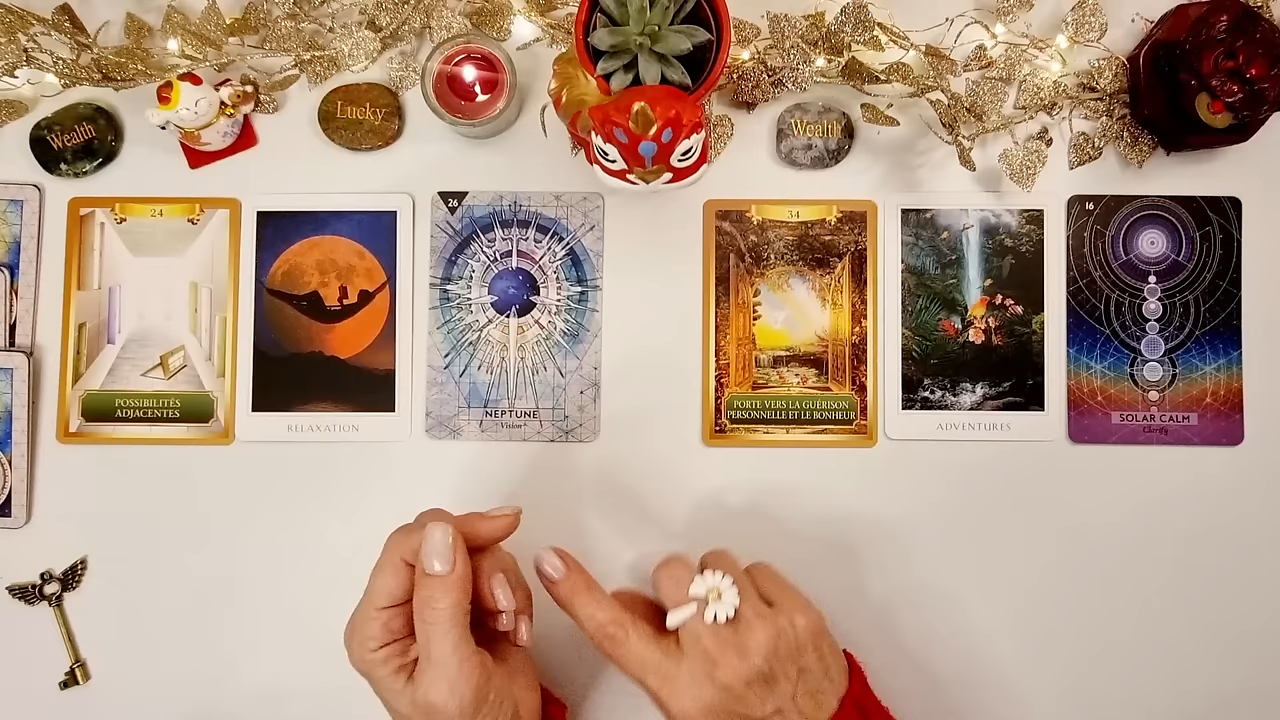 Wealth
Lucky
Wealth
24
POSSIBILITÉS
ADJACENTES
RELAXATION
26
NEPTUNE
Vision
34
PORTE VERS LA GUÉRISON
PERSONNELLE ET LE BONHEUR
ADVENTURES
16
SOLAR CALM
Clarify